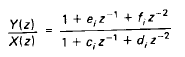 Y(z)/X(z) = (1 + e_i z^-1 + f_i z^-2)/(1 + c_i z^-1 + d_i z^-2)